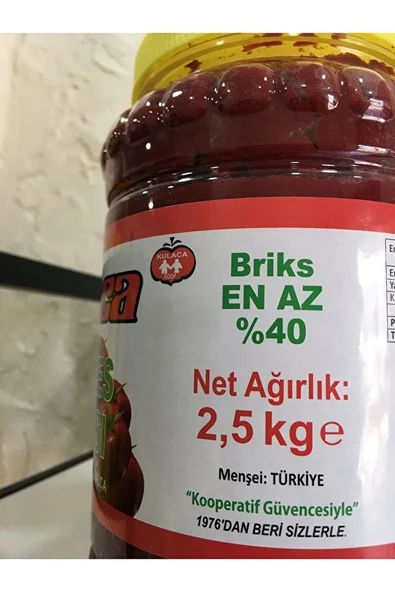 KULACA
KOOP
Briks
EN AZ
%40
Net Ağırlık:
2,5 kg℮
Menşei: TÜRKİYE
“Kooperatif Güvencesiyle”
1976'DAN BERİ SİZLERLE.